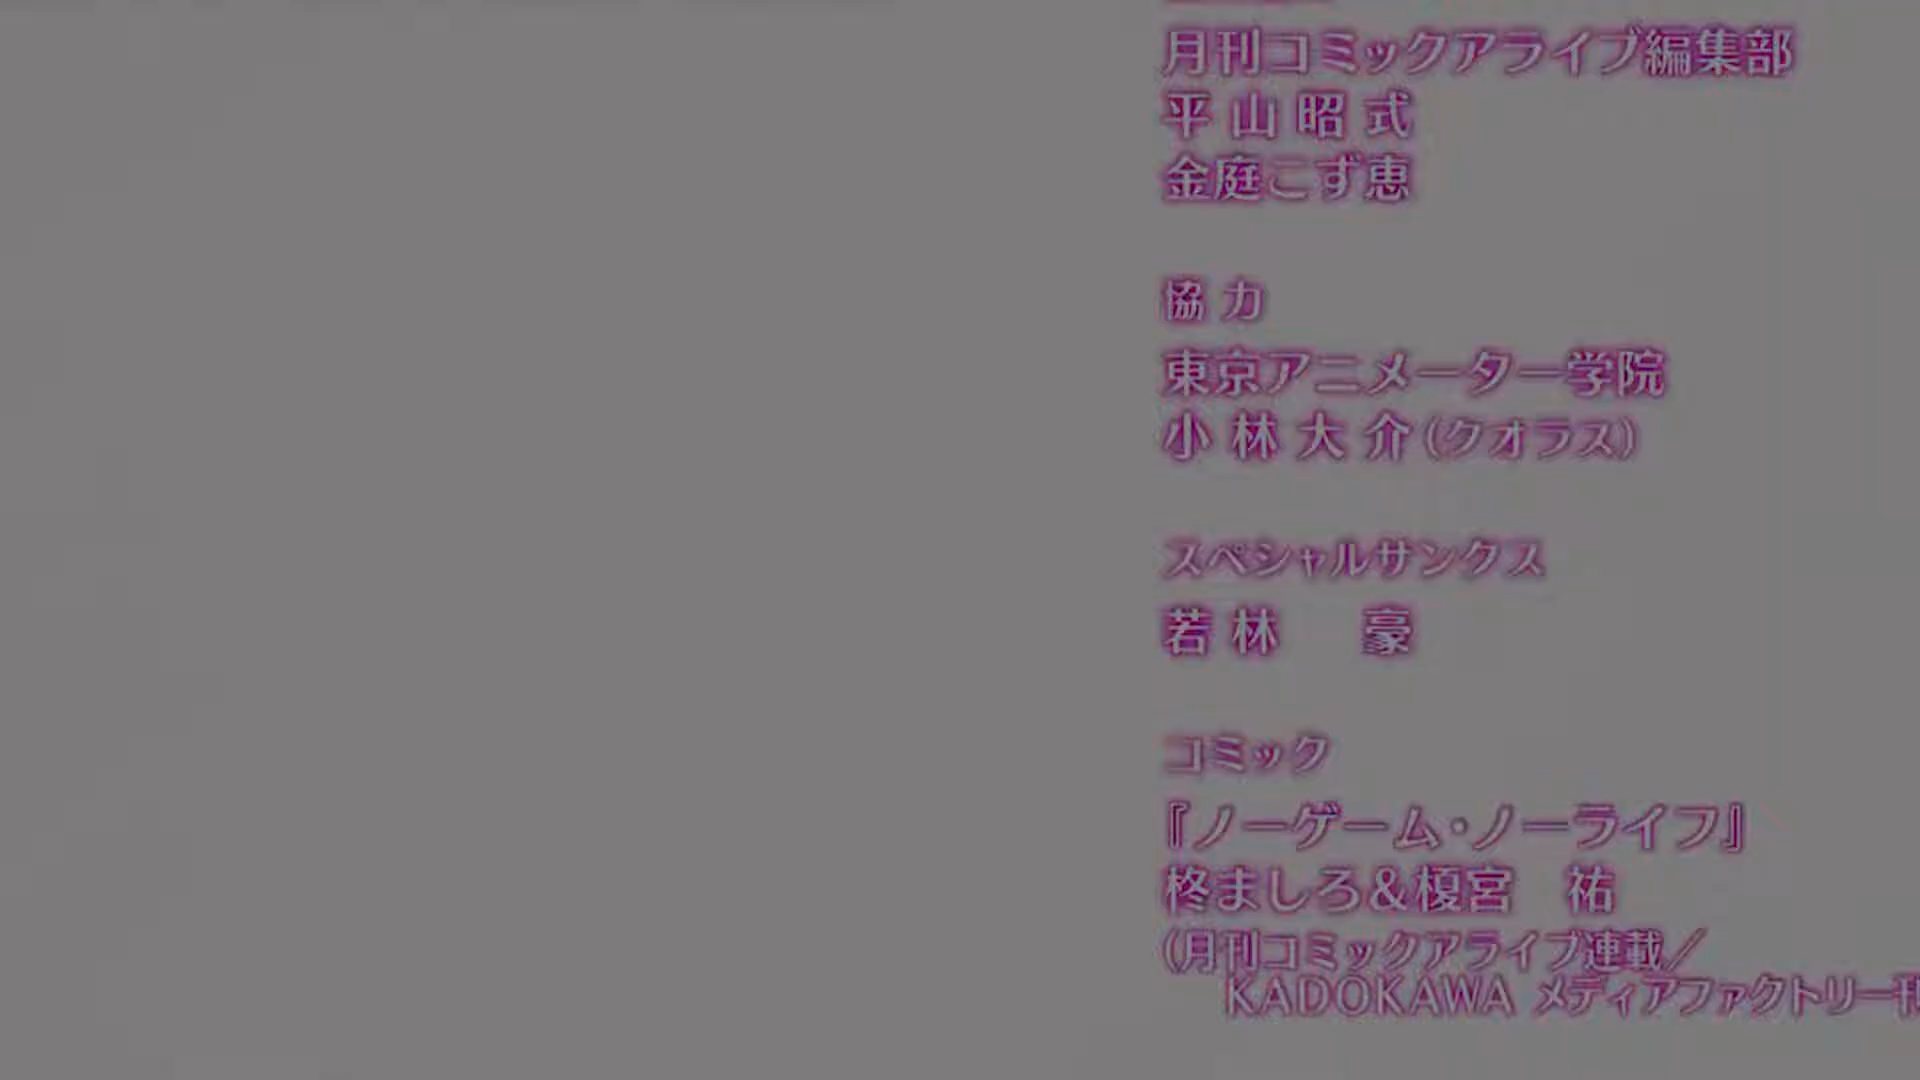 月刊コミックアライブ編集部
平山昭式
金庭こず恵
協力
東京アニメーター学院
小林大介(クオラス)
スペシャルサンクス
若林 豪
コミック
『ノーゲーム・ノーライフ』
柊ましろ&榎宮 祐
(月刊コミックアライブ連載/
KADOKAWA メディアファクトリー刊